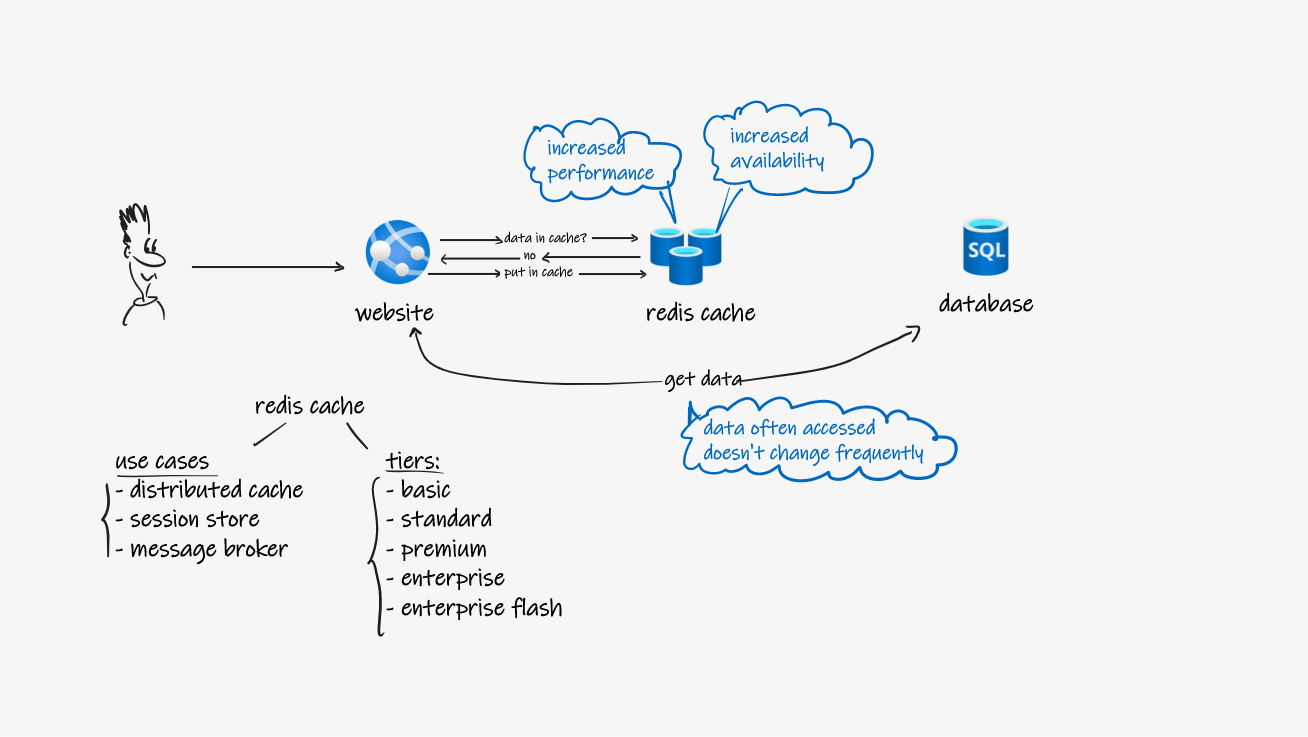 increased
performance
increased
availability
data in cache?
no
put in cache
SQL
website
redis cache
database
get data
data often accessed
doesn't change frequently
redis cache
use cases
- distributed cache
- session store
- message broker
tiers:
- basic
- standard
- premium
- enterprise
- enterprise flash